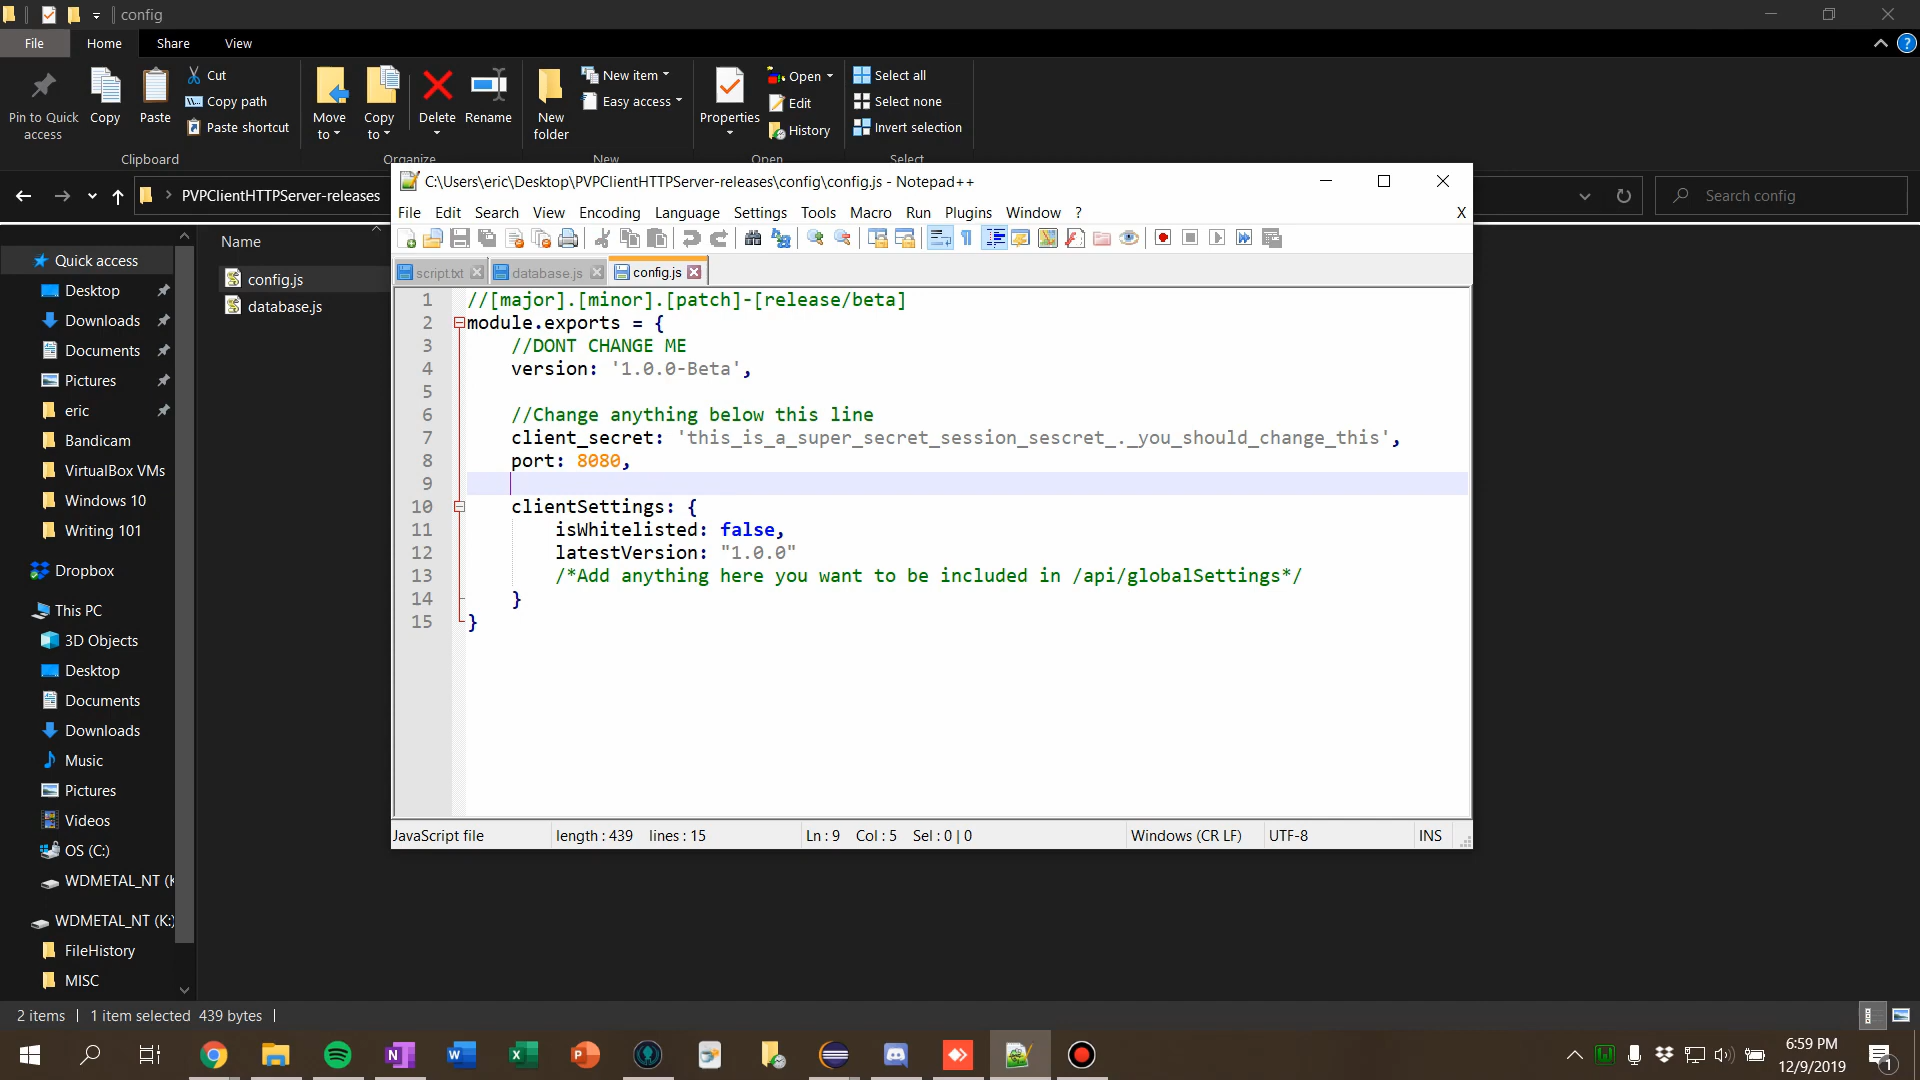 config
File Home Share View
Pin to Quick access
Copy
Paste
Cut
Copy path
Paste shortcut
Clipboard
Move to
Copy to
Delete
Rename
Organize
New folder
New item
Easy access
New
Properties
Open
Edit
History
Open
Select all
Select none
Invert selection
Select
PVPClientHTTPServer-releases
Search config
C:\Users\eric\Desktop\PVPClientHTTPServer-releases\config\config.js - Notepad++
File Edit Search View Encoding Language Settings Tools Macro Run Plugins Window ? X
script.txt database.js config.js
1 //[major].[minor].[patch]-[release/beta]
2 module.exports = {
3 //DONT CHANGE ME
4 version: '1.0.0-Beta',
5
6 //Change anything below this line
7 client_secret: 'this_is_a_super_secret_session_sescret_._you_should_change_this',
8 port: 8080,
9
10 clientSettings: {
11 isWhitelisted: false,
12 latestVersion: "1.0.0"
13 /*Add anything here you want to be included in /api/globalSettings*/
14 }
15 }
JavaScript file length : 439 lines : 15 Ln : 9 Col : 5 Sel : 0 | 0 Windows (CR LF) UTF-8 INS
Name
config.js
database.js
Quick access
Desktop
Downloads
Documents
Pictures
eric
Bandicam
VirtualBox VMs
Windows 10
Writing 101
Dropbox
This PC
3D Objects
Desktop
Documents
Downloads
Music
Pictures
Videos
OS (C:)
WDMETAL_NT (K
WDMETAL_NT (K:)
FileHistory
MISC
2 items 1 item selected 439 bytes
6:59 PM
12/9/2019
1